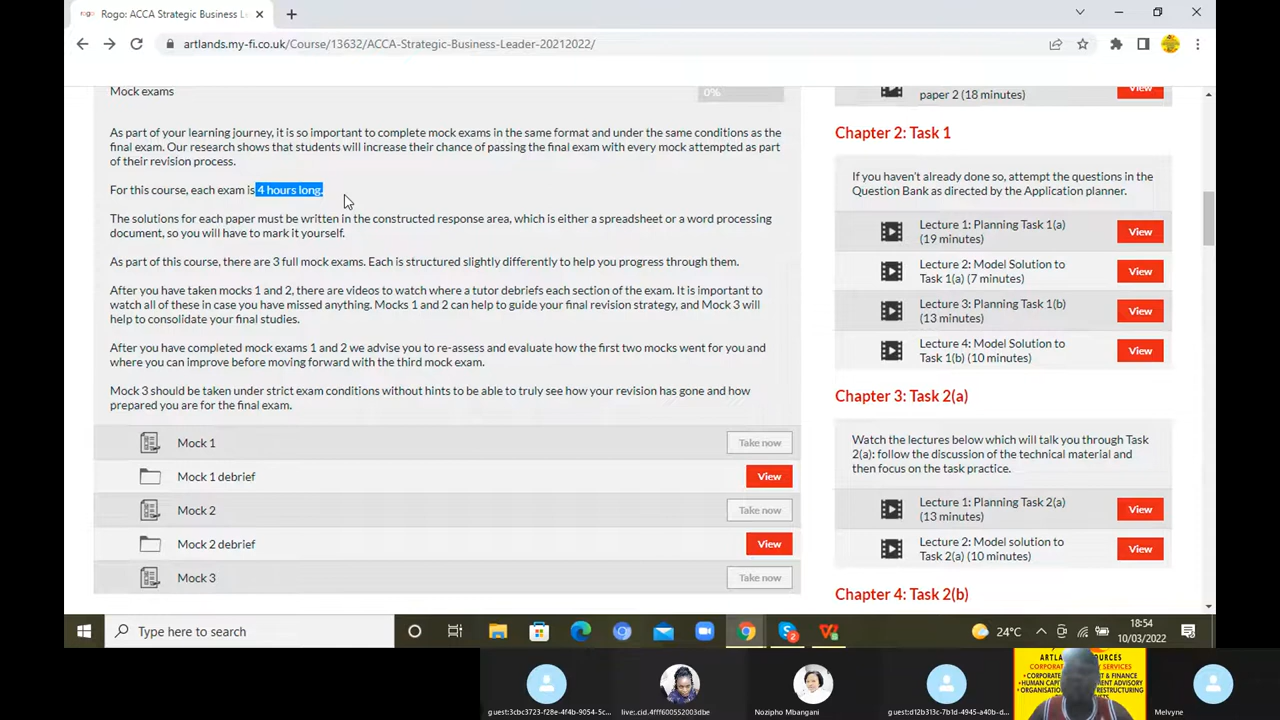 rogo Rogo: ACCA Strategic Business Le
artlands.my-fi.co.uk/Course/13632/ACCA-Strategic-Business-Leader-20212022/
Mock exams
0%
As part of your learning journey, it is so important to complete mock exams in the same format and under the same conditions as the
final exam. Our research shows that students will increase their chance of passing the final exam with every mock attempted as part
of their revision process.
For this course, each exam is 4 hours long.
The solutions for each paper must be written in the constructed response area, which is either a spreadsheet or a word processing
document, so you will have to mark it yourself.
As part of this course, there are 3 full mock exams. Each is structured slightly differently to help you progress through them.
After you have taken mocks 1 and 2, there are videos to watch where a tutor debriefs each section of the exam. It is important to
watch all of these in case you have missed anything. Mocks 1 and 2 can help to guide your final revision strategy, and Mock 3 will
help to consolidate your final studies.
After you have completed mock exams 1 and 2 we advise you to re-assess and evaluate how the first two mocks went for you and
where you can improve before moving forward with the third mock exam.
Mock 3 should be taken under strict exam conditions without hints to be able to truly see how your revision has gone and how
prepared you are for the final exam.
Mock 1 Take now
Mock 1 debrief View
Mock 2 Take now
Mock 2 debrief View
Mock 3 Take now
paper 2 (18 minutes) View
Chapter 2: Task 1
If you haven't already done so, attempt the questions in the
Question Bank as directed by the Application planner.
Lecture 1: Planning Task 1(a)
(19 minutes)
View
Lecture 2: Model Solution to
Task 1(a) (7 minutes)
View
Lecture 3: Planning Task 1(b)
(13 minutes)
View
Lecture 4: Model Solution to
Task 1(b) (10 minutes)
View
Chapter 3: Task 2(a)
Watch the lectures below which will talk you through Task
2(a): follow the discussion of the technical material and
then focus on the task practice.
Lecture 1: Planning Task 2(a)
(13 minutes)
View
Lecture 2: Model solution to
Task 2(a) (10 minutes)
View
Chapter 4: Task 2(b)
Type here to search
24°C
18:54
10/03/2022
guest:3cbc3723-f28e-4f4b-9054-5c...
live:.cid.4fff600552003dbe
Nozipho Mbangani
guest:d12b313c-7b1d-4945-a40b-d...
Melvyne